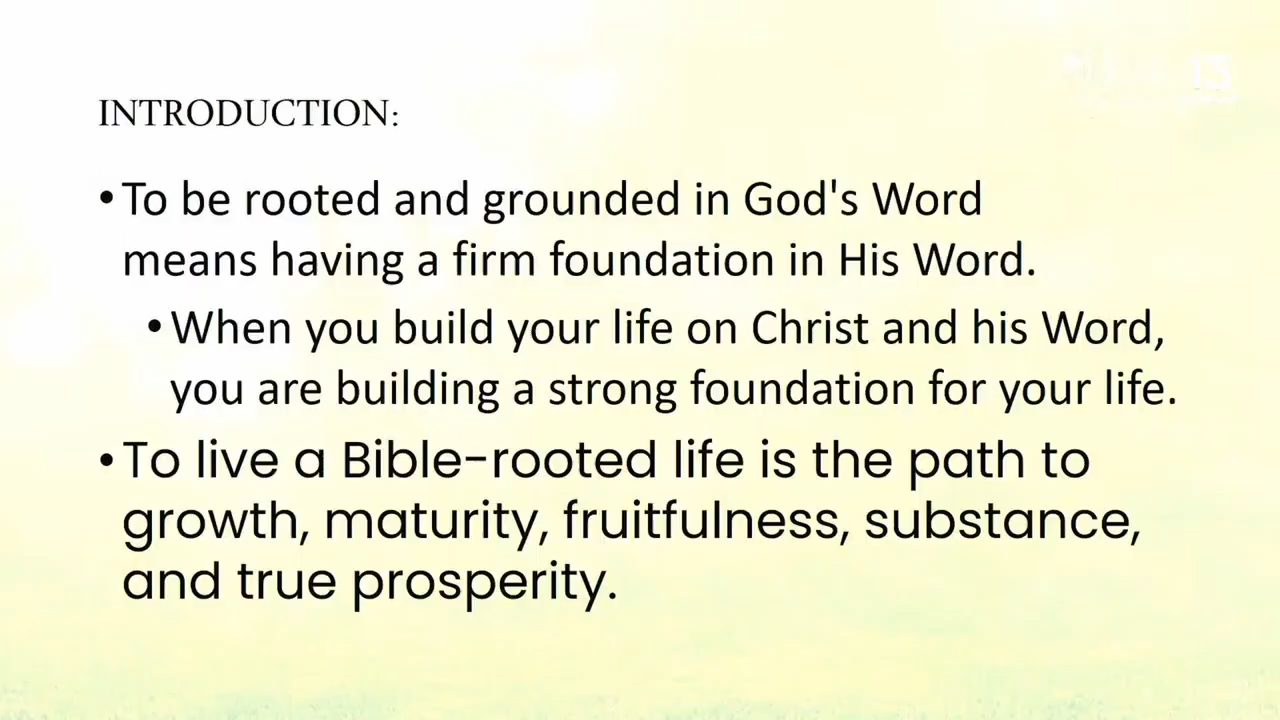 INTRODUCTION:
•To be rooted and grounded in God's Word
means having a firm foundation in His Word.
•When you build your life on Christ and his Word,
you are building a strong foundation for your life.
•To live a Bible-rooted life is the path to
growth, maturity, fruitfulness, substance,
and true prosperity.